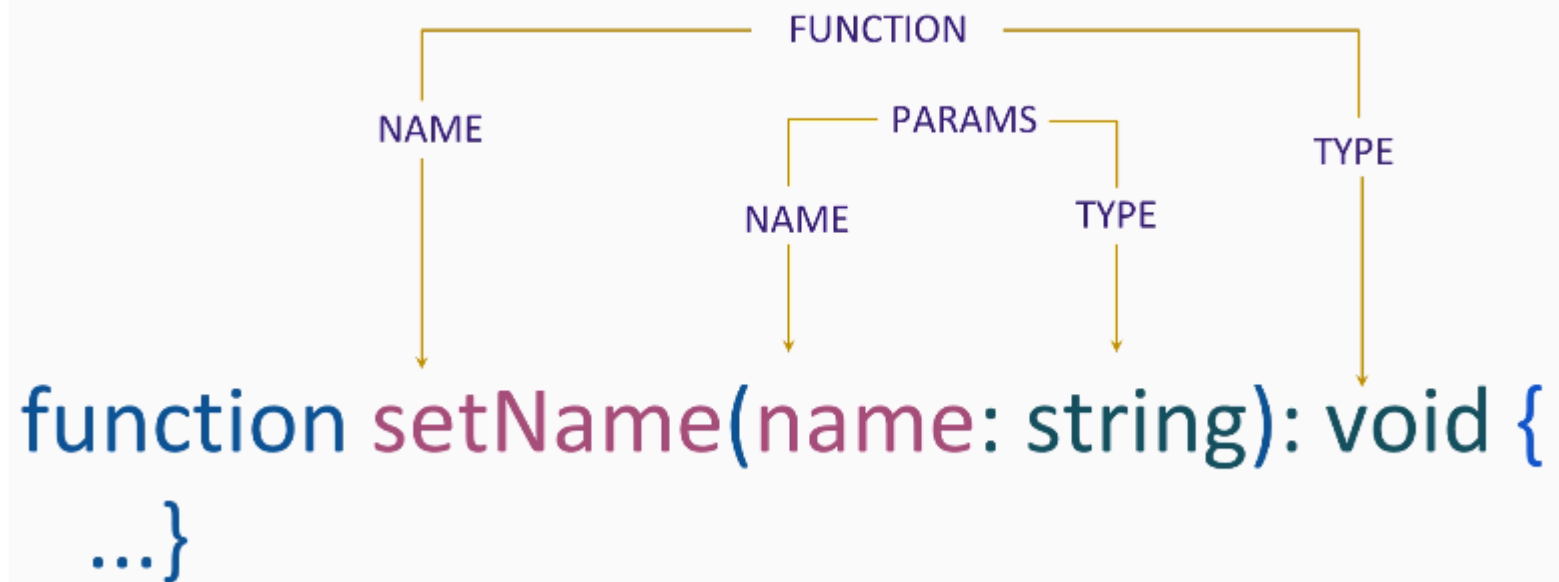 FUNCTION
NAME
PARAMS
TYPE
NAME
TYPE
function setName(name: string): void {
...}